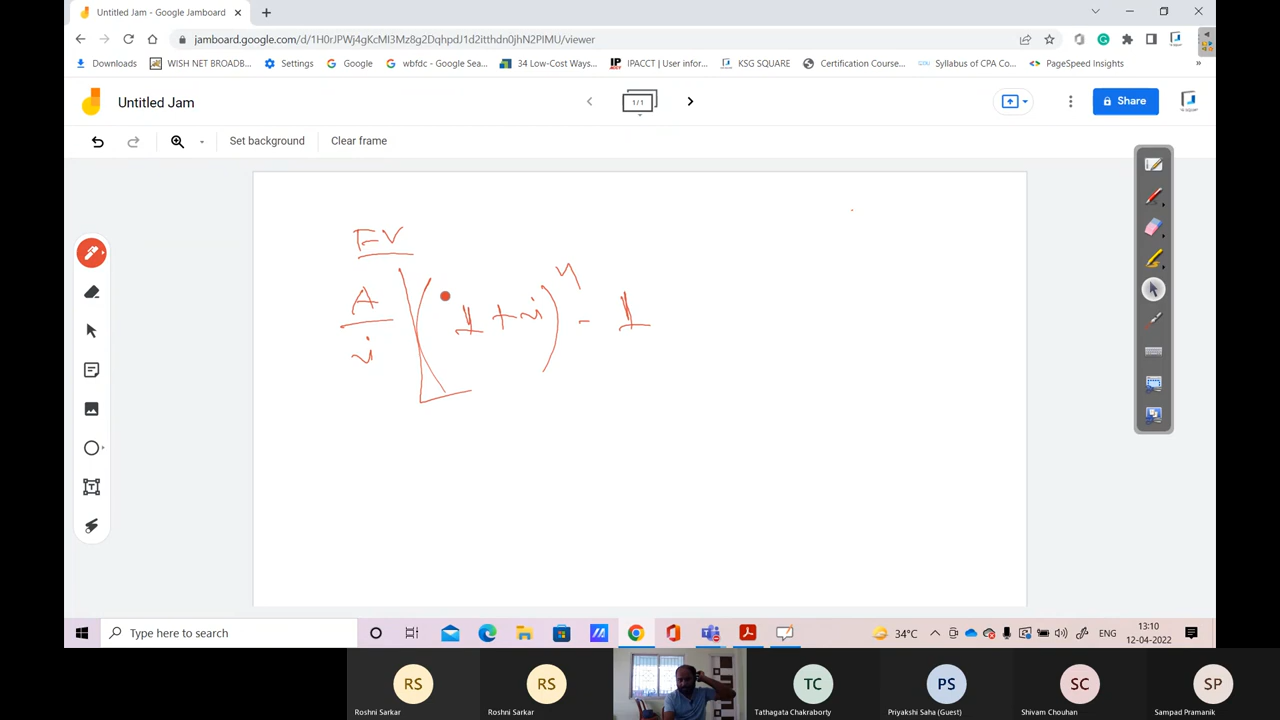 Untitled Jam - Google Jamboard
jamboard.google.com/d/1H0rJPWj4gKcMI3Mz8g2DqhpdJ1d2itthdn0jhN2PIMU/viewer
Downloads WISH NET BROADB... Settings Google wbfdc - Google Sea... 34 Low-Cost Ways... IPACCT | User infor... KSG SQUARE Certification Course... Syllabus of CPA Co... PageSpeed Insights »
Untitled Jam
1/1
Share
Set background Clear frame
FV
A/i [(1+i)^n - 1
Type here to search
34°C
ENG
13:10
12-04-2022
RS RS TC PS SC SP
Roshni Sarkar Roshni Sarkar Tathagata Chakraborty Priyakshi Saha (Guest) Shivam Chouhan Sampad Pramanik